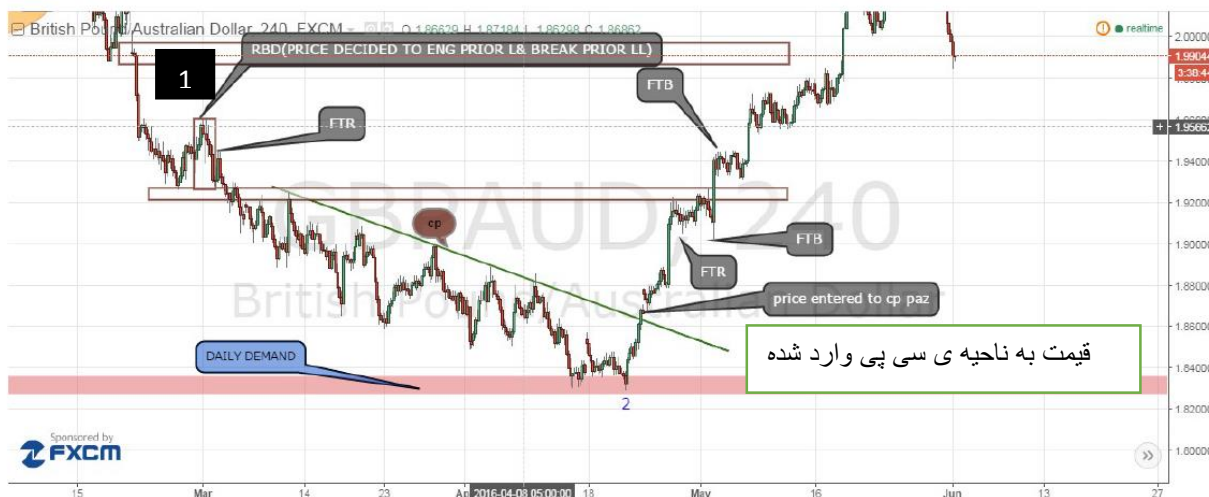 British Pound/Australian Dollar, 240, FXCM
O 1.86629 H 1.87184 L 1.86298 C 1.86862
realtime
RBD(PRICE DECIDED TO ENG PRIOR L& BREAK PRIOR LL)
1
FTR
FTB
cp
FTR
FTB
price entered to cp paz
قیمت به ناحیه ی سی پی وارد شده
DAILY DEMAND
2
GBPAUD, 240
British Pound/Australian Dollar
Sponsored by
FXCM
2.00000
1.99044
3:38:44
1.95662
1.94000
1.92000
1.90000
1.88000
1.86000
1.84000
1.82000
1.80000
15
Mar
14
23
2016-04-08 05:00:00
18
May
16
Jun
13
27